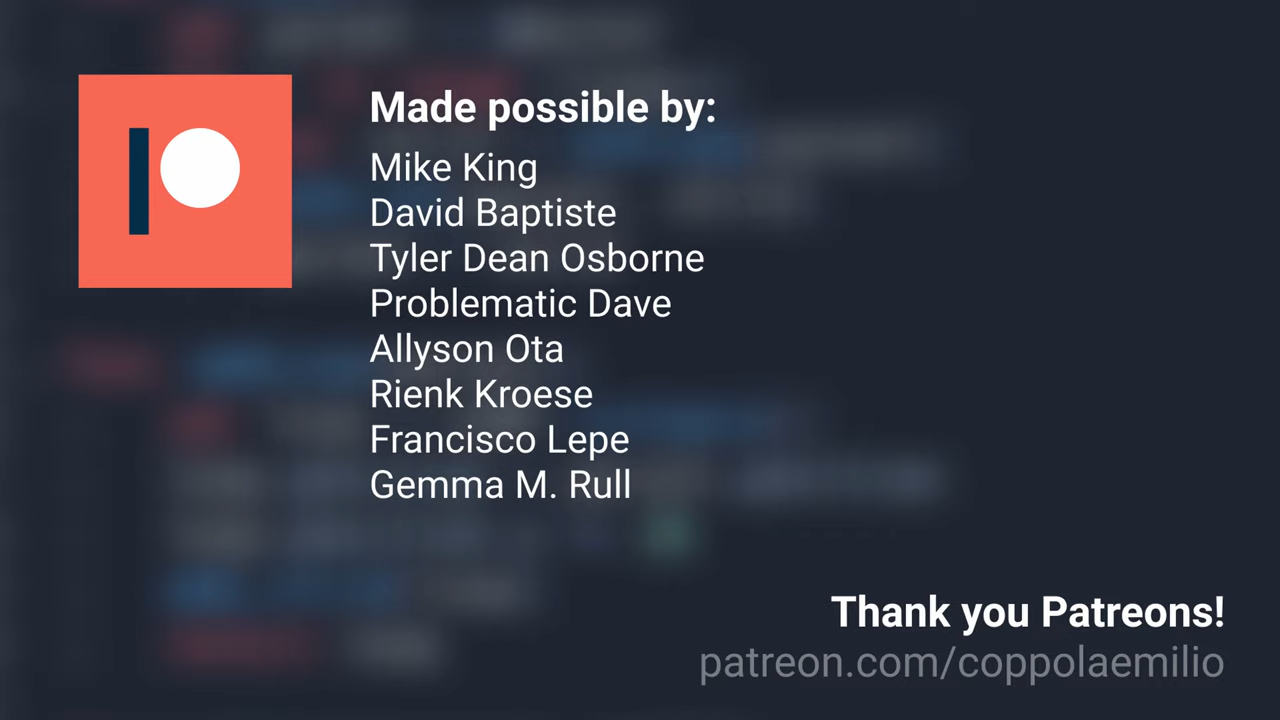 Made possible by:
Mike King
David Baptiste
Tyler Dean Osborne
Problematic Dave
Allyson Ota
Rienk Kroese
Francisco Lepe
Gemma M. Rull
Thank you Patreons!
patreon.com/coppolaemilio